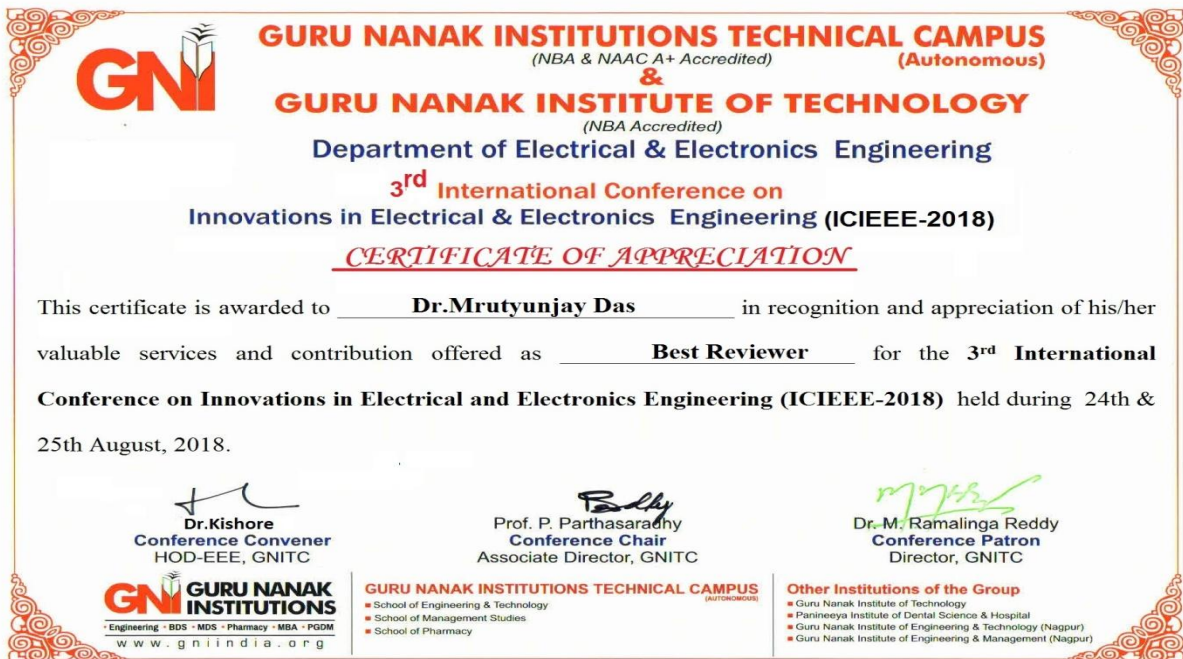 GNI
GURU NANAK INSTITUTIONS TECHNICAL CAMPUS
(NBA & NAAC A+ Accredited) (Autonomous)
&
GURU NANAK INSTITUTE OF TECHNOLOGY
(NBA Accredited)
Department of Electrical & Electronics Engineering
3rd International Conference on
Innovations in Electrical & Electronics Engineering (ICIEEE-2018)
CERTIFICATE OF APPRECIATION
This certificate is awarded to Dr.Mrutyunjay Das in recognition and appreciation of his/her
valuable services and contribution offered as Best Reviewer for the 3rd International
Conference on Innovations in Electrical and Electronics Engineering (ICIEEE-2018) held during 24th &
25th August, 2018.
Dr.Kishore
Conference Convener
HOD-EEE, GNITC
Prof. P. Parthasaradhy
Conference Chair
Associate Director, GNITC
Dr. M. Ramalinga Reddy
Conference Patron
Director, GNITC
GNI GURU NANAK
INSTITUTIONS
• Engineering • BDS • MDS • Pharmacy • MBA • PGDM
www.gniindia.org
GURU NANAK INSTITUTIONS TECHNICAL CAMPUS
(AUTONOMOUS)
■ School of Engineering & Technology
■ School of Management Studies
■ School of Pharmacy
Other Institutions of the Group
■ Guru Nanak Institute of Technology
■ Panineeya Institute of Dental Science & Hospital
■ Guru Nanak Institute of Engineering & Technology (Nagpur)
■ Guru Nanak Institute of Engineering & Management (Nagpur)